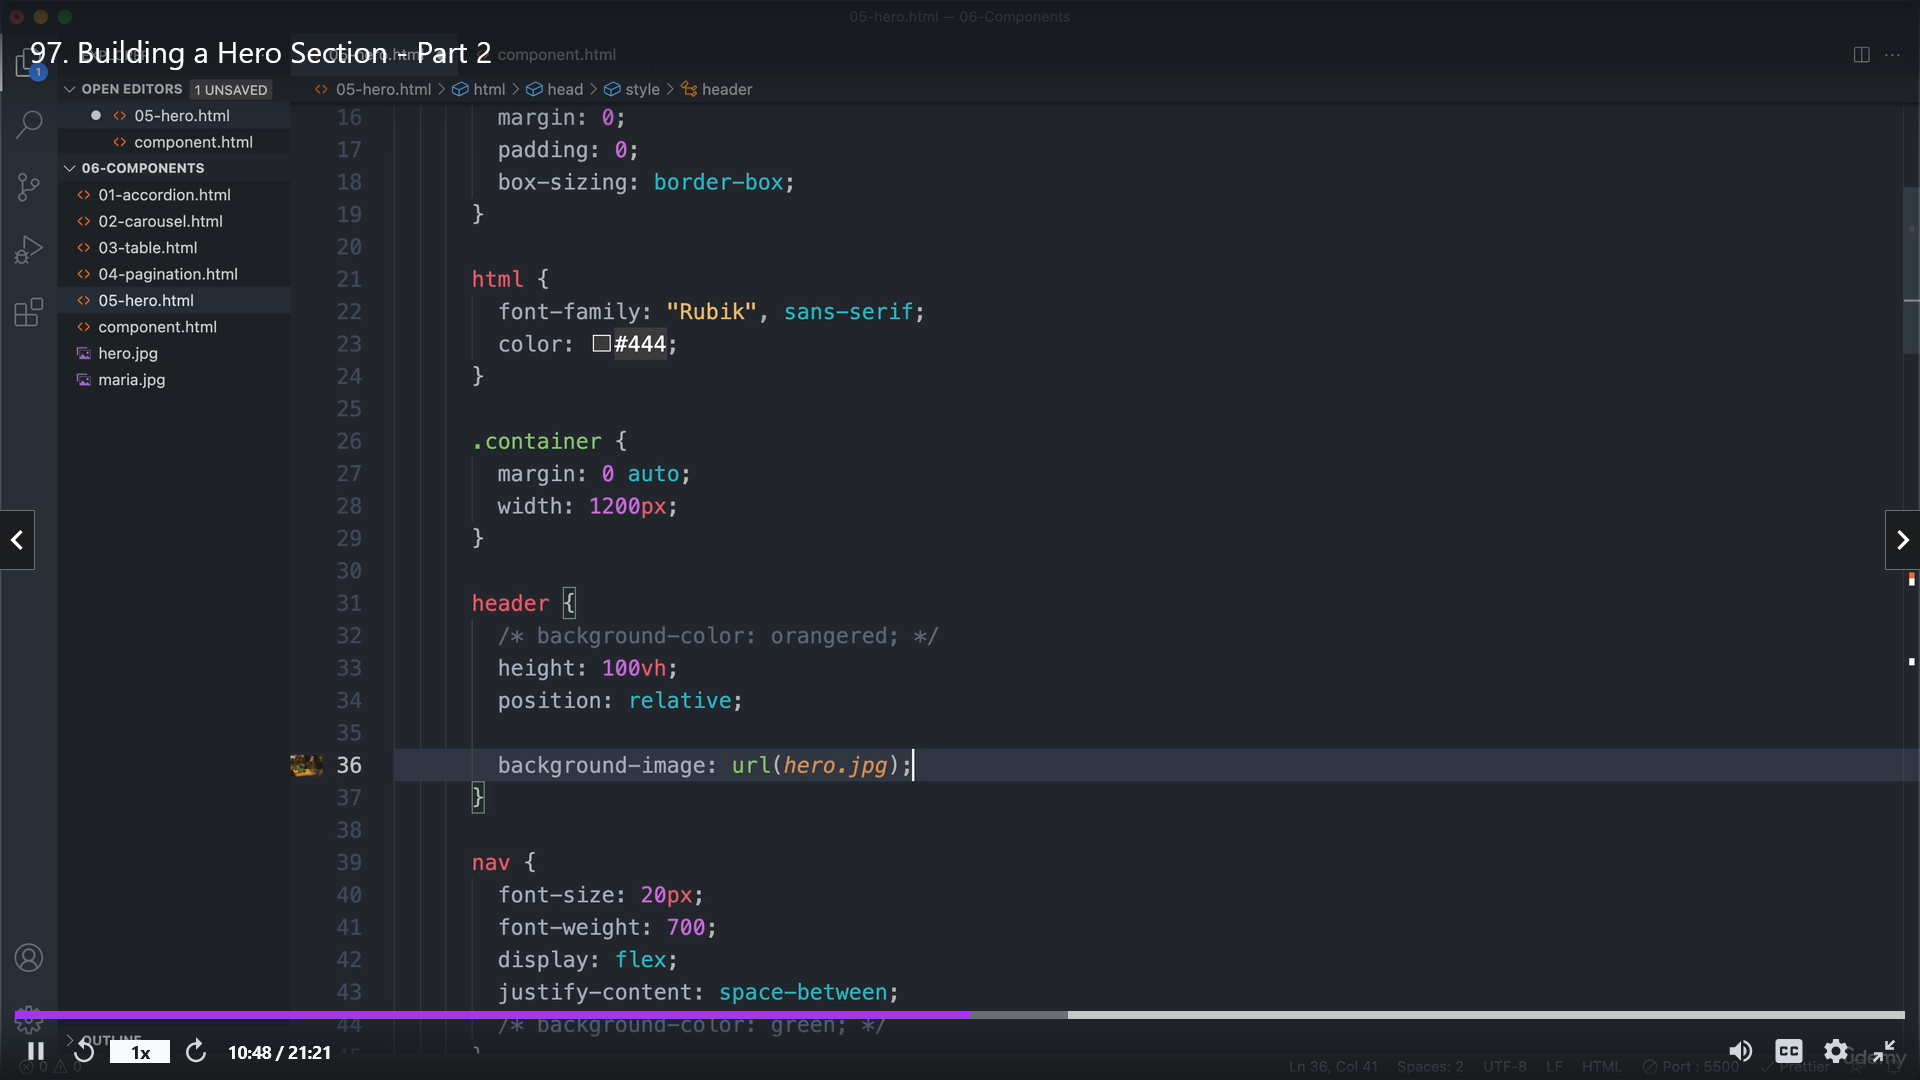 05-hero.html — 06-Components
97. Building a Hero Section - Part 2
component.html
1
OPEN EDITORS 1 UNSAVED
05-hero.html > html > head > style > header
05-hero.html
component.html
06-COMPONENTS
01-accordion.html
02-carousel.html
03-table.html
04-pagination.html
05-hero.html
component.html
hero.jpg
maria.jpg
16 margin: 0;
17 padding: 0;
18 box-sizing: border-box;
19 }
20
21 html {
22 font-family: "Rubik", sans-serif;
23 color: #444;
24 }
25
26 .container {
27 margin: 0 auto;
28 width: 1200px;
29 }
30
31 header {
32 /* background-color: orangered; */
33 height: 100vh;
34 position: relative;
35
36 background-image: url(hero.jpg);
37 }
38
39 nav {
40 font-size: 20px;
41 font-weight: 700;
42 display: flex;
43 justify-content: space-between;
44 /* background-color: green; */
OUTLINE
1x
10:48 / 21:21
CC
0 0
Ln 36, Col 41 Spaces: 2 UTF-8 LF HTML Port : 5500 Prettier
udemy